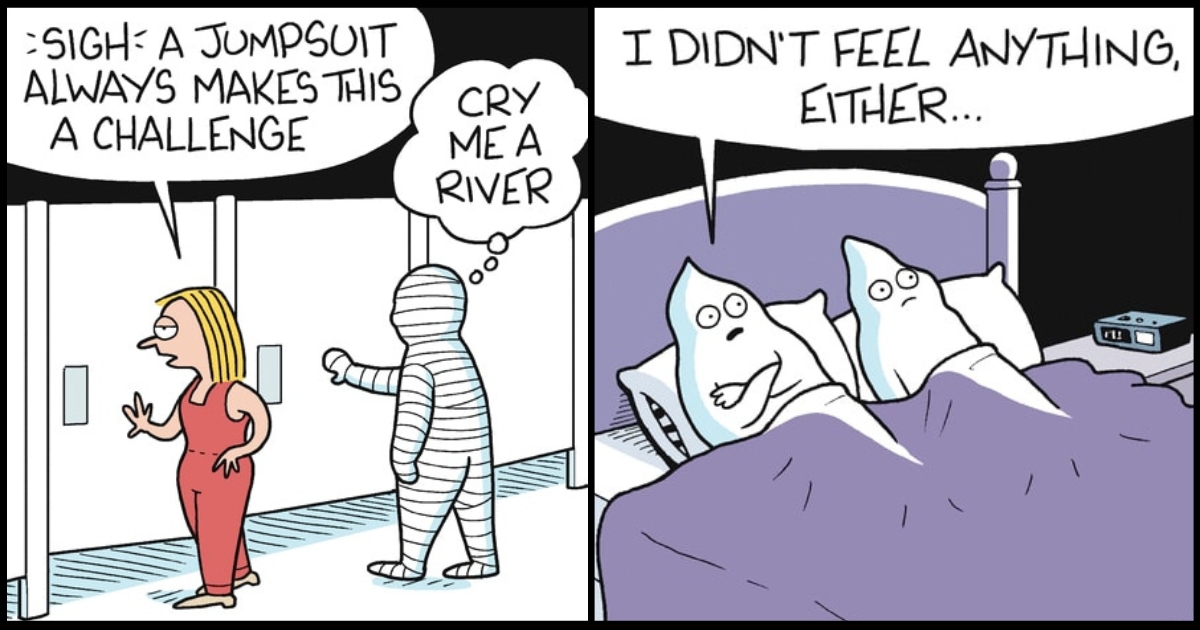 :SIGH: A JUMPSUIT
ALWAYS MAKES THIS
A CHALLENGE
CRY
ME A
RIVER
I DIDN'T FEEL ANYTHING,
EITHER...